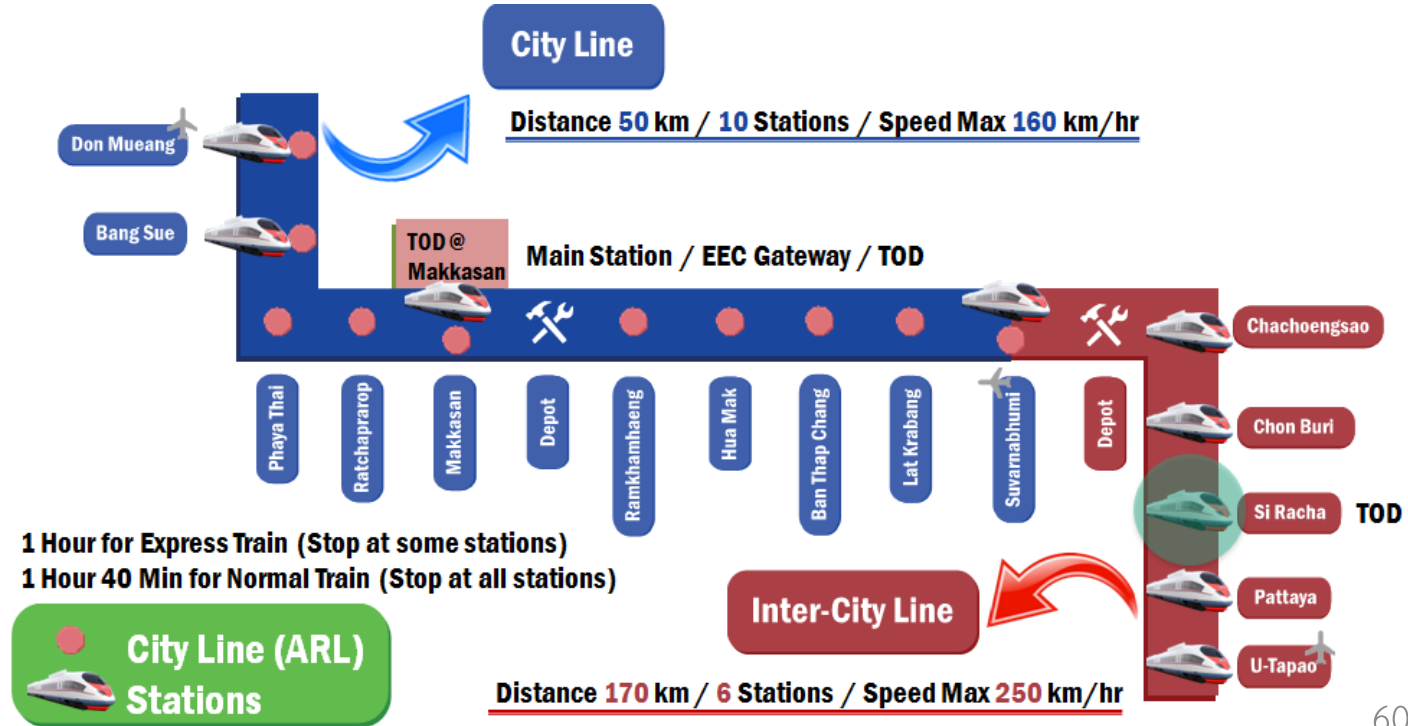 City Line
Distance 50 km / 10 Stations / Speed Max 160 km/hr
Don Mueang
Bang Sue
TOD @
Makkasan
Main Station / EEC Gateway / TOD
Phaya Thai
Ratchaprarop
Makkasan
Depot
Ramkhamhaeng
Hua Mak
Ban Thap Chang
Lat Krabang
Suvarnabhumi
Depot
Chachoengsao
Chon Buri
Si Racha
TOD
Pattaya
U-Tapao
1 Hour for Express Train (Stop at some stations)
1 Hour 40 Min for Normal Train (Stop at all stations)
Inter-City Line
City Line (ARL)
Stations
Distance 170 km / 6 Stations / Speed Max 250 km/hr
60